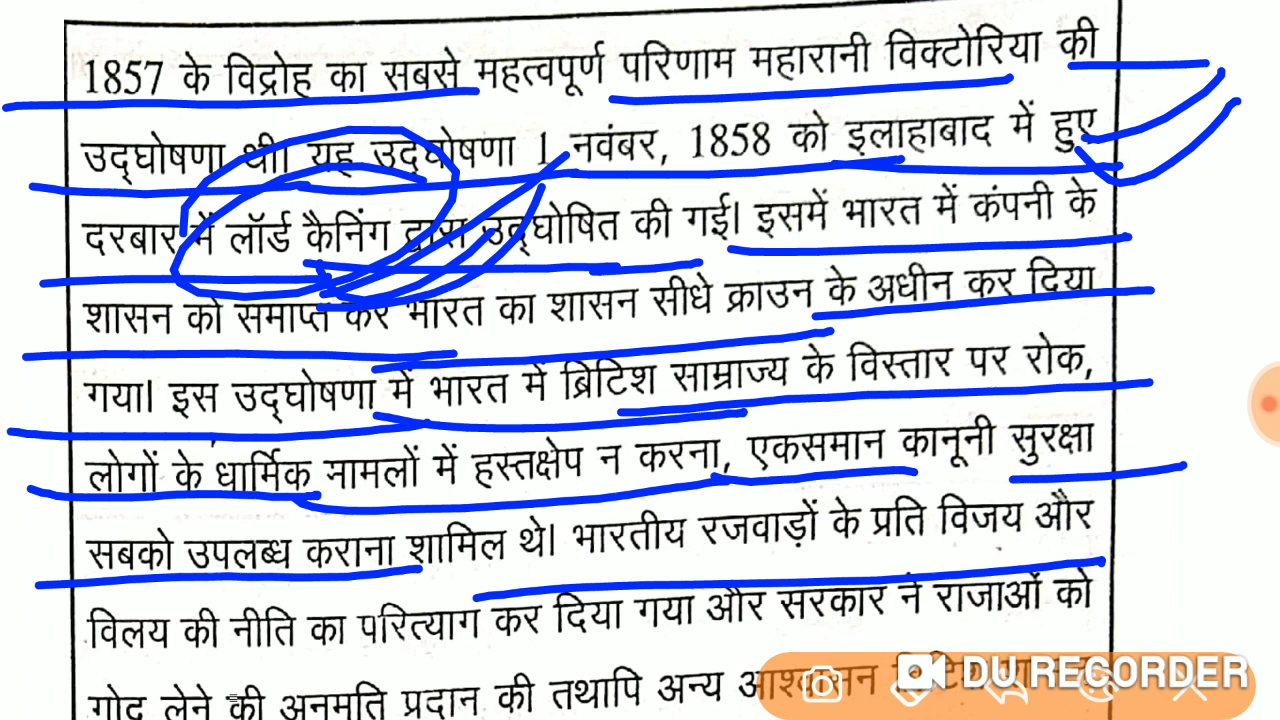 1857 के विद्रोह का सबसे महत्वपूर्ण परिणाम महारानी विक्टोरिया की
उद्घोषणा थी। यह उद्घोषणा 1 नवंबर, 1858 को इलाहाबाद में हुए
दरबार में लॉर्ड कैनिंग द्वारा उद्घोषित की गई। इसमें भारत में कंपनी के
शासन को समाप्त कर भारत का शासन सीधे क्राउन के अधीन कर दिया
गया। इस उद्घोषणा में भारत में ब्रिटिश साम्राज्य के विस्तार पर रोक,
लोगों के धार्मिक मामलों में हस्तक्षेप न करना, एकसमान कानूनी सुरक्षा
सबको उपलब्ध कराना शामिल थे। भारतीय रजवाड़ों के प्रति विजय और
विलय की नीति का परित्याग कर दिया गया और सरकार ने राजाओं को
गोद लेने की अनुमति प्रदान की तथापि अन्य
DU RECORDER